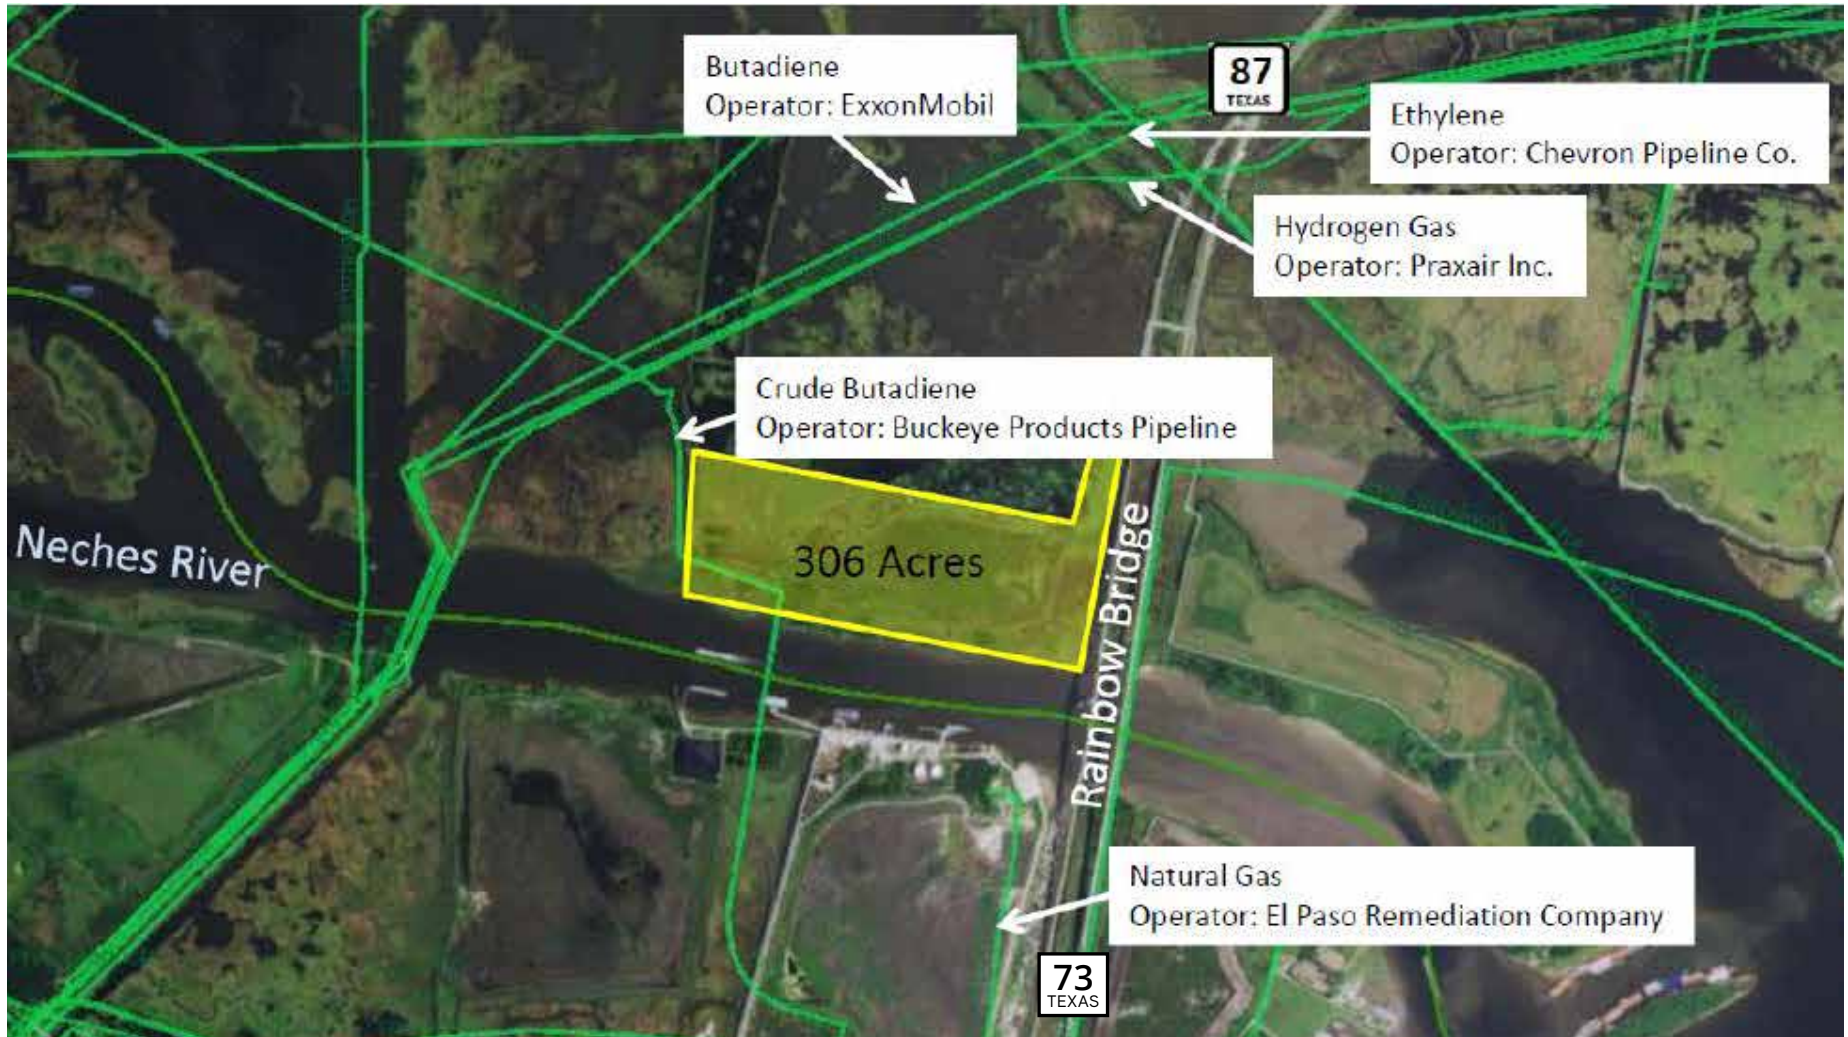 Butadiene
Operator: ExxonMobil
87
TEXAS
Ethylene
Operator: Chevron Pipeline Co.
Hydrogen Gas
Operator: Praxair Inc.
Crude Butadiene
Operator: Buckeye Products Pipeline
Neches River
306 Acres
Rainbow Bridge
Natural Gas
Operator: El Paso Remediation Company
73
TEXAS